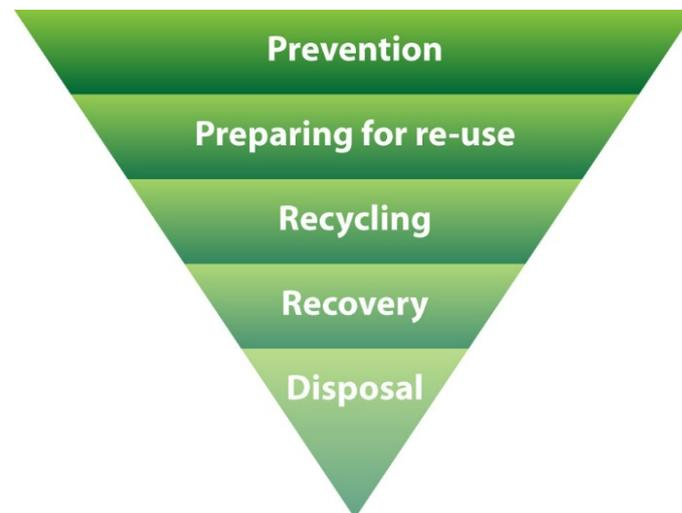 Prevention
Preparing for re-use
Recycling
Recovery
Disposal